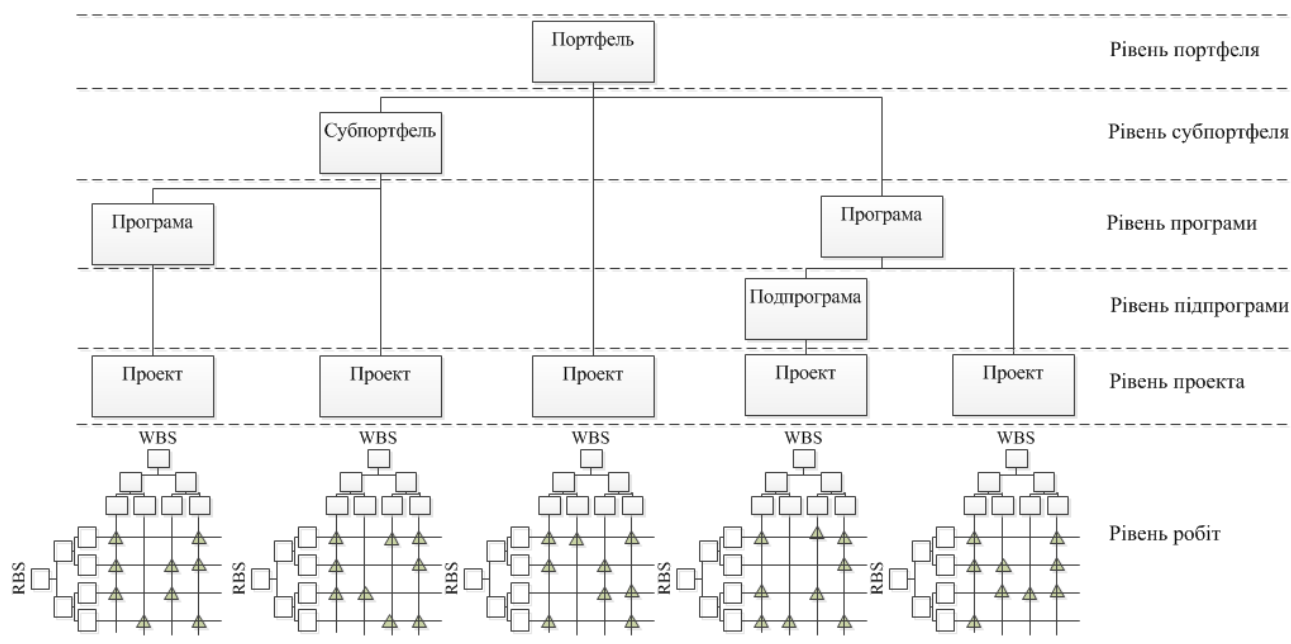 Портфель
Рівень портфеля
Субпортфель
Рівень субпортфеля
Програма
Програма
Рівень програми
Подпрограма
Рівень підпрограми
Проект
Проект
Проект
Проект
Проект
Рівень проекта
WBS
WBS
WBS
WBS
WBS
Рівень робіт
RBS
RBS
RBS
RBS
RBS